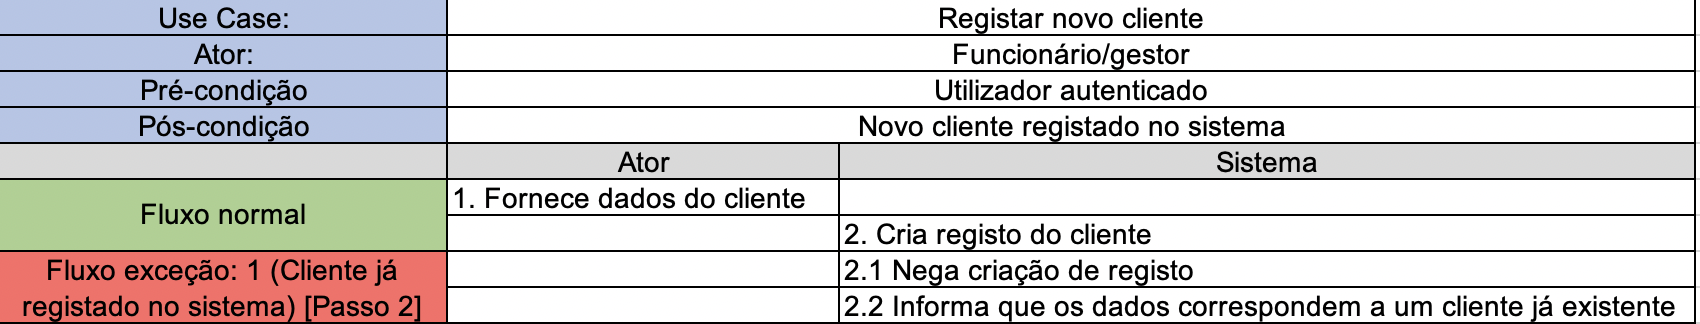 Use Case: Registar novo cliente
Ator: Funcionário/gestor
Pré-condição Utilizador autenticado
Pós-condição Novo cliente registado no sistema
Ator Sistema
Fluxo normal
1. Fornece dados do cliente
2. Cria registo do cliente
Fluxo exceção: 1 (Cliente já
registado no sistema) [Passo 2]
2.1 Nega criação de registo
2.2 Informa que os dados correspondem a um cliente já existente